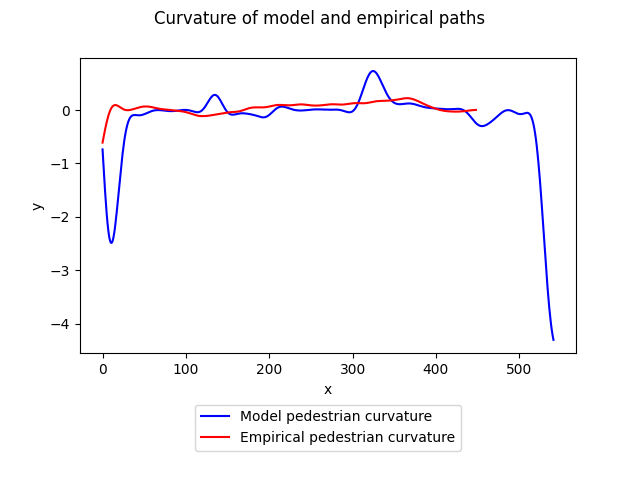 Curvature of model and empirical paths
0
−1
−2
−3
−4
y
0 100 200 300 400 500
x
Model pedestrian curvature
Empirical pedestrian curvature